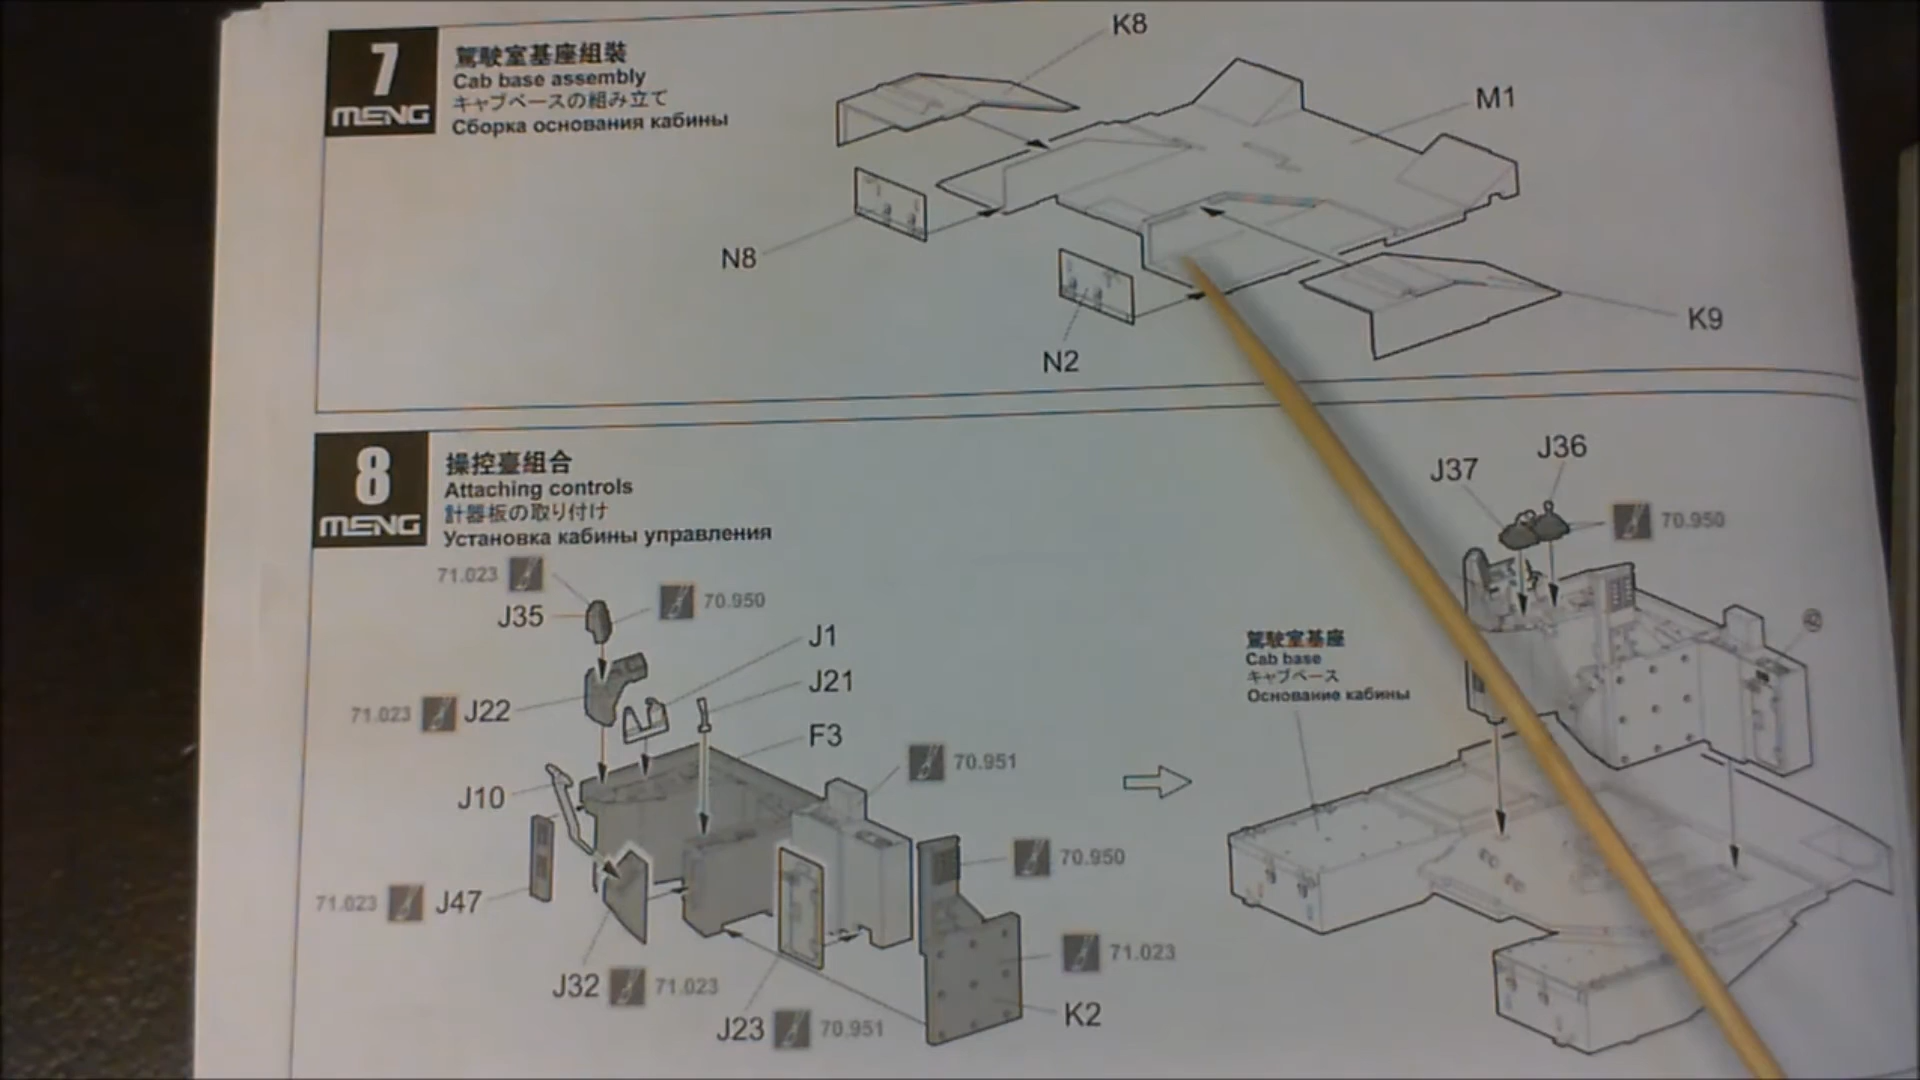 7
MENG
駕駛室基座組裝
Cab base assembly
キャブベースの組み立て
Сборка основания кабины
K8
M1
N8
N2
K9
8
MENG
操控臺組合
Attaching controls
計器板の取り付け
Установка кабины управления
71.023
J35
70.950
J1
J21
71.023
J22
F3
70.951
J10
70.950
71.023
J47
J32
71.023
71.023
K2
J23
70.951
J37
J36
70.950
駕駛室基座
Cab base
キャブベース
Основание кабины